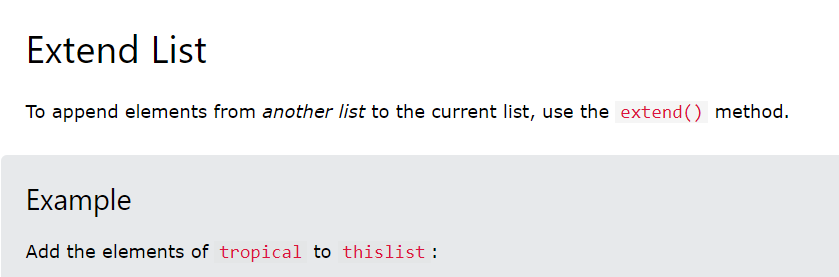 Extend List
To append elements from another list to the current list, use the extend() method.
Example
Add the elements of tropical to thislist: